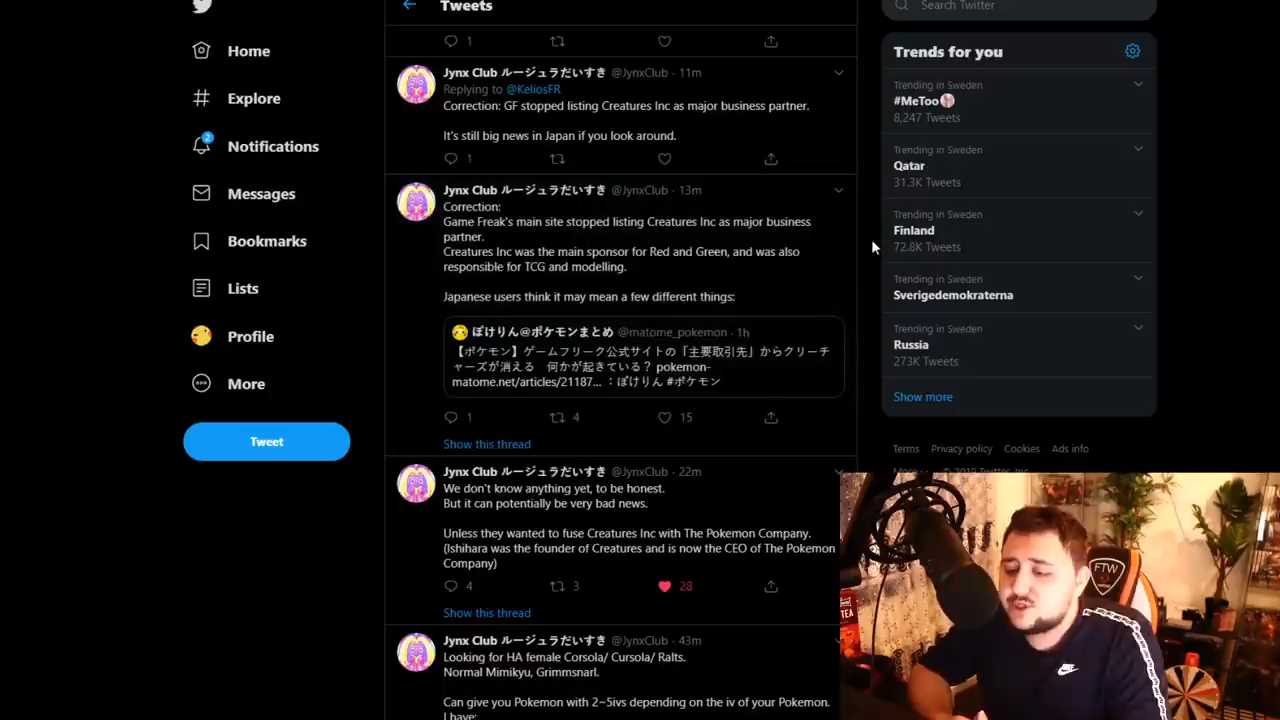 Tweets
Search Twitter
Home
Explore
2
Notifications
Messages
Bookmarks
Lists
Profile
More
Tweet
1
Jynx Club ルージュラだいすき @JynxClub · 11m
Replying to @KeliosFR
Correction: GF stopped listing Creatures Inc as major business partner.
It's still big news in Japan if you look around.
1
Jynx Club ルージュラだいすき @JynxClub · 13m
Correction:
Game Freak's main site stopped listing Creatures Inc as major business
partner.
Creatures Inc was the main sponsor for Red and Green, and was also
responsible for TCG and modelling.
Japanese users think it may mean a few different things:
ぽけりん@ポケモンまとめ @matome_pokemon · 1h
【ポケモン】ゲームフリーク公式サイトの「主要取引先」からクリーチ
ャーズが消える　何かが起きている？ pokemon-
matome.net/articles/21187... ：ぽけりん #ポケモン
1 4 15
Show this thread
Jynx Club ルージュラだいすき @JynxClub · 22m
We don't know anything yet, to be honest.
But it can potentially be very bad news.
Unless they wanted to fuse Creatures Inc with The Pokemon Company.
(Ishihara was the founder of Creatures and is now the CEO of The Pokemon
Company)
4 3 28
Show this thread
Jynx Club ルージュラだいすき @JynxClub · 43m
Looking for HA female Corsola/ Cursola/ Ralts.
Normal Mimikyu, Grimmsnarl.
Can give you Pokemon with 2~5ivs depending on the iv of your Pokemon.
I have:
Trends for you
Trending in Sweden
#MeToo
8,247 Tweets
Trending in Sweden
Qatar
31.3K Tweets
Trending in Sweden
Finland
72.8K Tweets
Trending in Sweden
Sverigedemokraterna
Trending in Sweden
Russia
273K Tweets
Show more
Terms Privacy policy Cookies Ads info
More © 2019 Twitter, Inc.
FTW
TEA